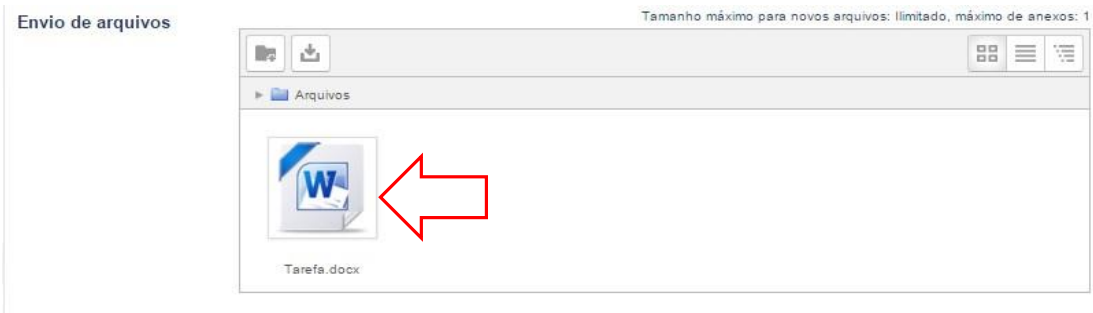 Envio de arquivos
Tamanho máximo para novos arquivos: Ilimitado, máximo de anexos: 1
Arquivos
W
Tarefa.docx